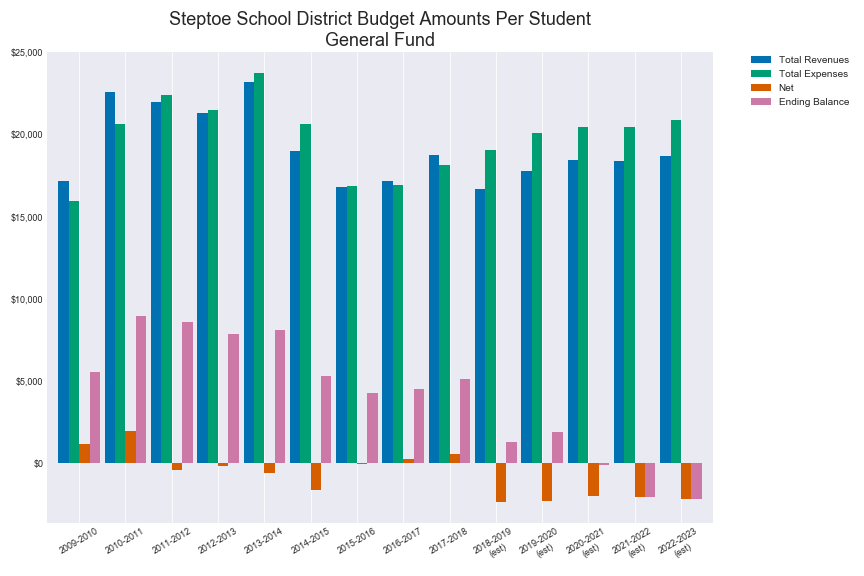 Steptoe School District Budget Amounts Per Student
General Fund
$25,000
$20,000
$15,000
$10,000
$5,000
$0
2009-2010
2010-2011
2011-2012
2012-2013
2013-2014
2014-2015
2015-2016
2016-2017
2017-2018
2018-2019
(est)
2019-2020
(est)
2020-2021
(est)
2021-2022
(est)
2022-2023
(est)
Total Revenues
Total Expenses
Net
Ending Balance